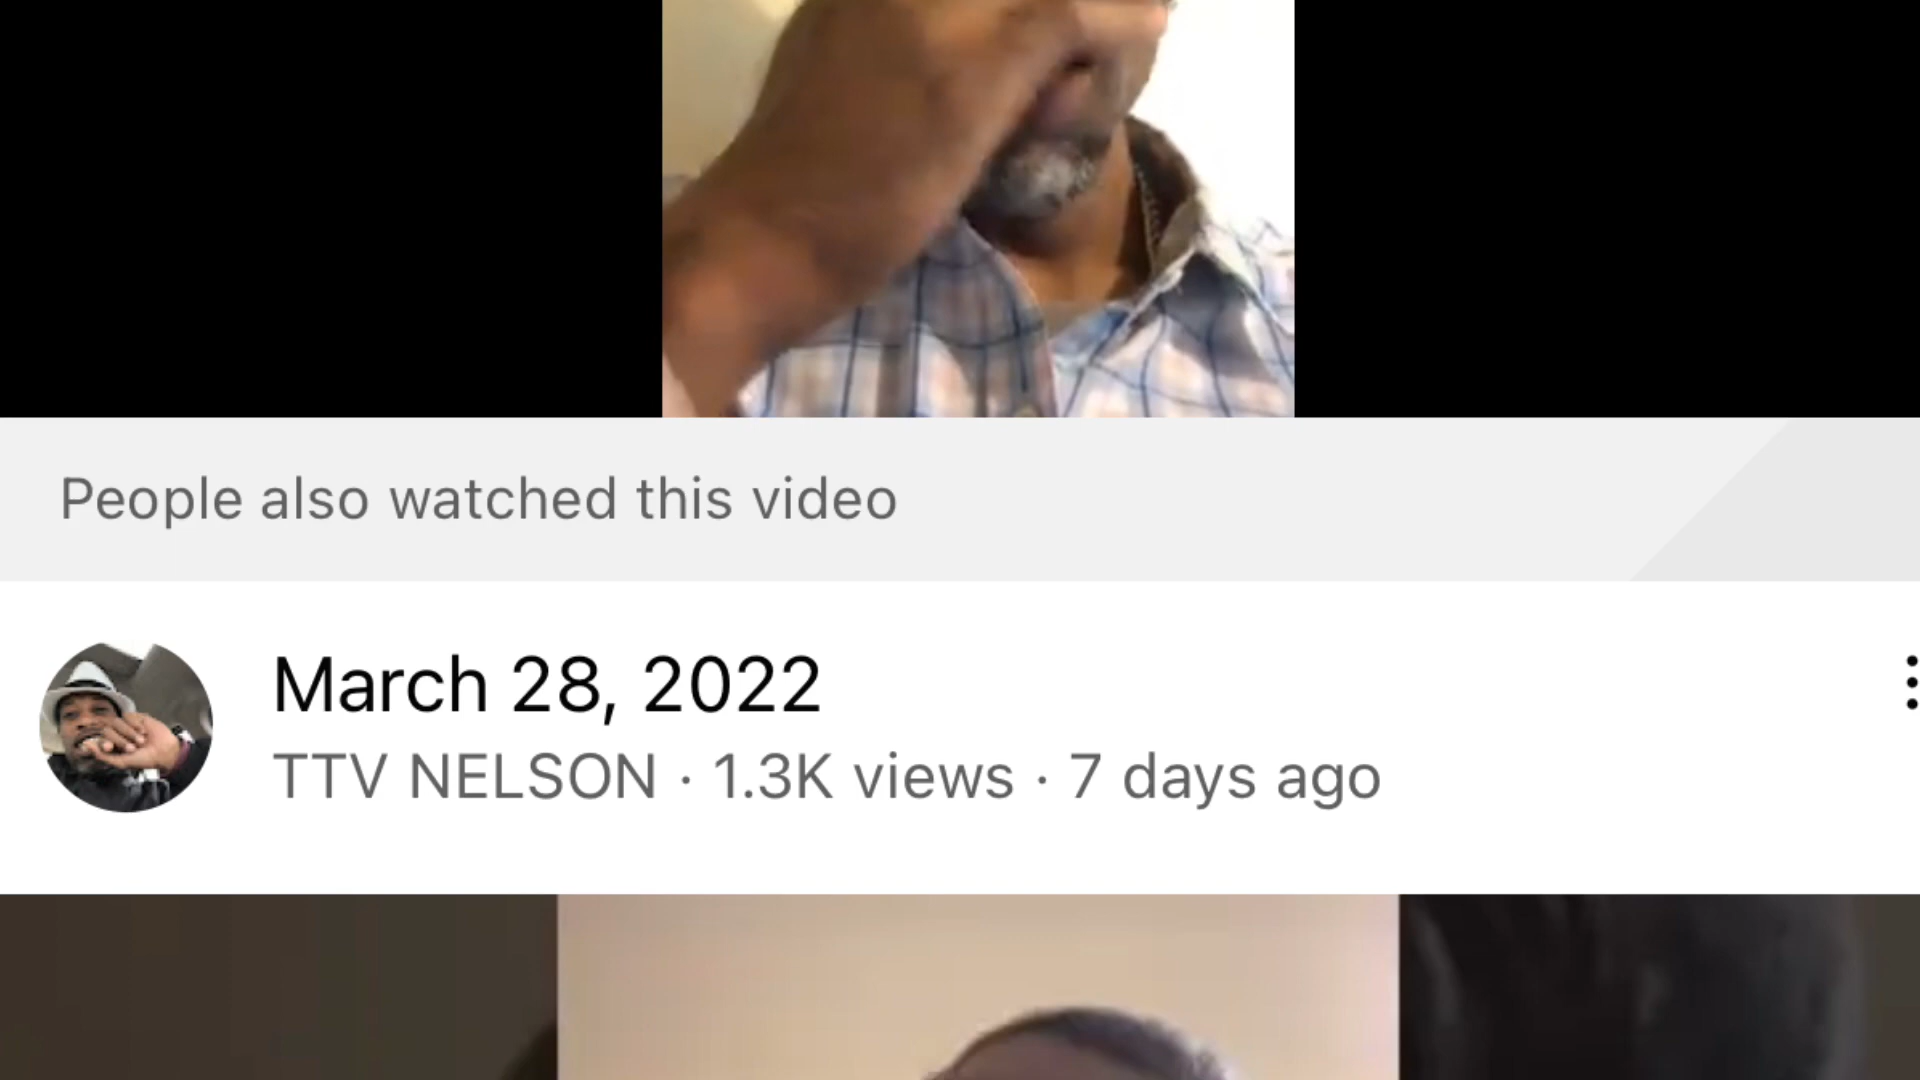 People also watched this video
March 28, 2022
TTV NELSON · 1.3K views · 7 days ago